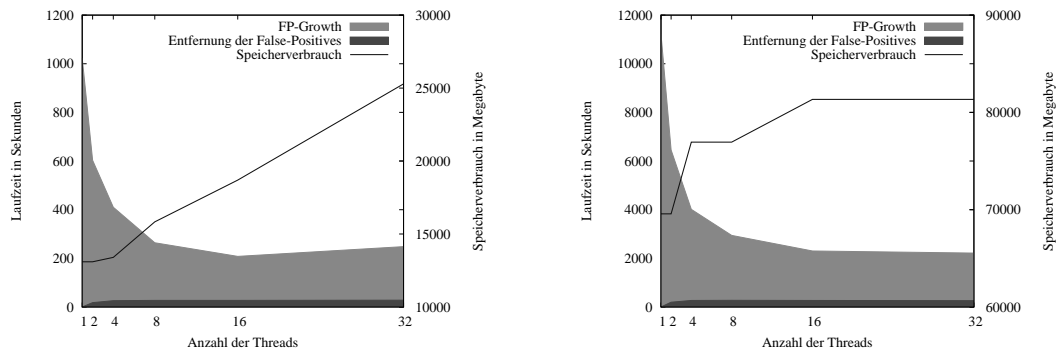 1200
1000
800
600
400
200
0
Laufzeit in Sekunden
FP-Growth
Entfernung der False-Positives
Speicherverbrauch
30000
25000
20000
15000
10000
Speicherverbrauch in Megabyte
1 2 4 8 16 32
Anzahl der Threads
12000
10000
8000
6000
4000
2000
0
Laufzeit in Sekunden
FP-Growth
Entfernung der False-Positives
Speicherverbrauch
90000
80000
70000
60000
Speicherverbrauch in Megabyte
1 2 4 8 16 32
Anzahl der Threads